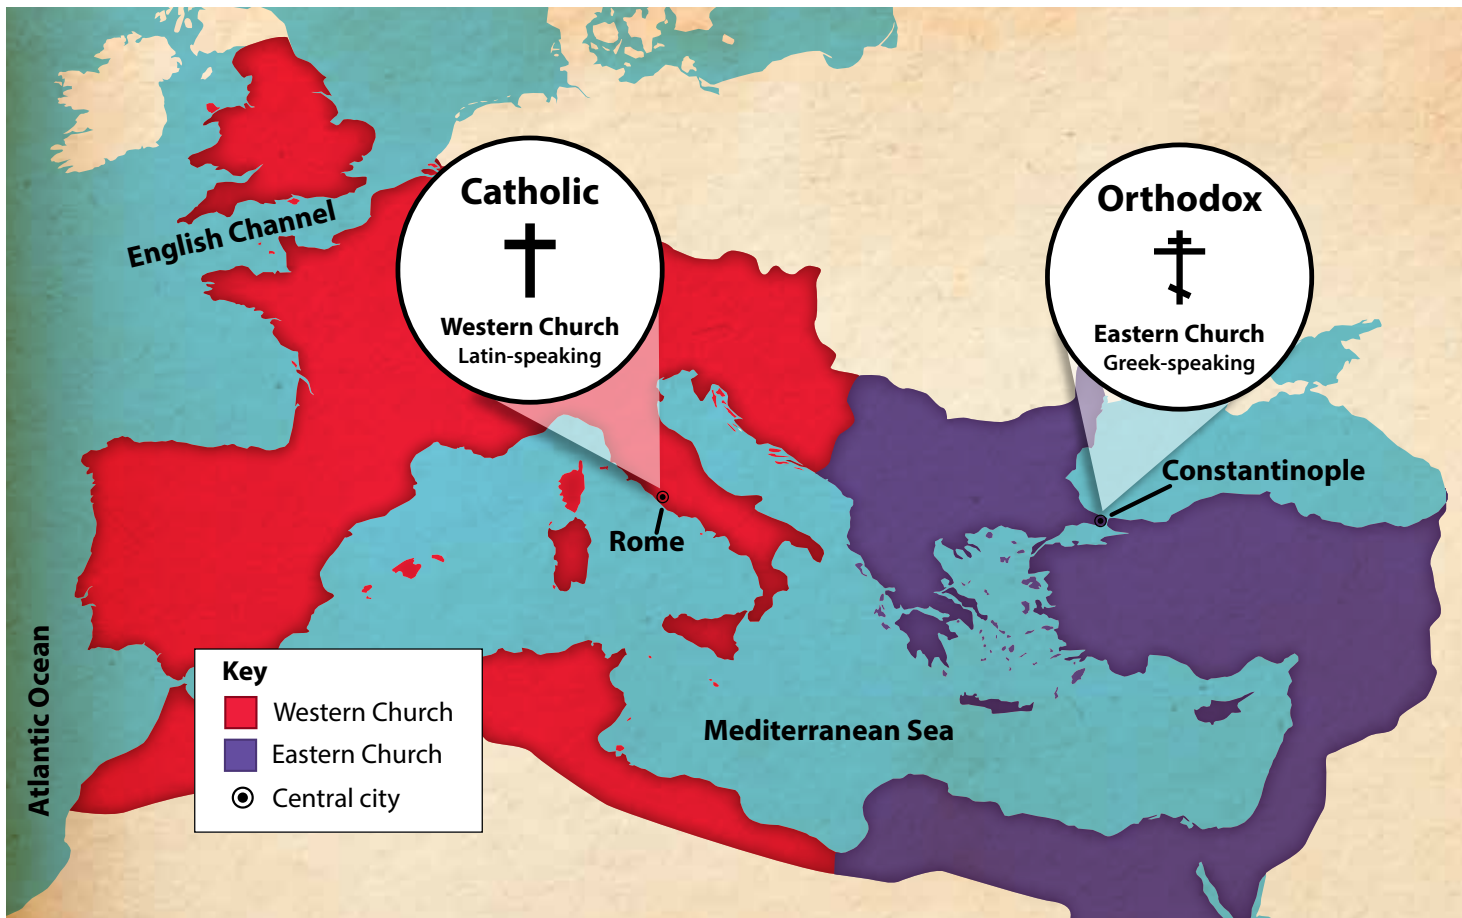 Catholic
Western Church
Latin-speaking
Orthodox
Eastern Church
Greek-speaking
English Channel
Constantinople
Rome
Mediterranean Sea
Atlantic Ocean
Key
Western Church
Eastern Church
Central city